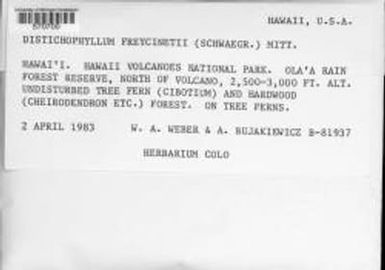 HAWAII, U.S.A.
DISTICHOPHYLLUM FREYCINETII (SCHWAEGR.) MITT.
HAWAI'I. HAWAII VOLCANOES NATIONAL PARK. OLA'A RAIN
FOREST RESERVE, NORTH OF VOLCANO, 2,500-3,000 FT. ALT.
UNDISTURBED TREE FERN (CIBOTIUM) AND HARDWOOD
(CHEIRODENDRON ETC.) FOREST. ON TREE FERNS.
2 APRIL 1983 W. A. WEBER & A. BUJAKIEWICZ B-81937
HERBARIUM COLO